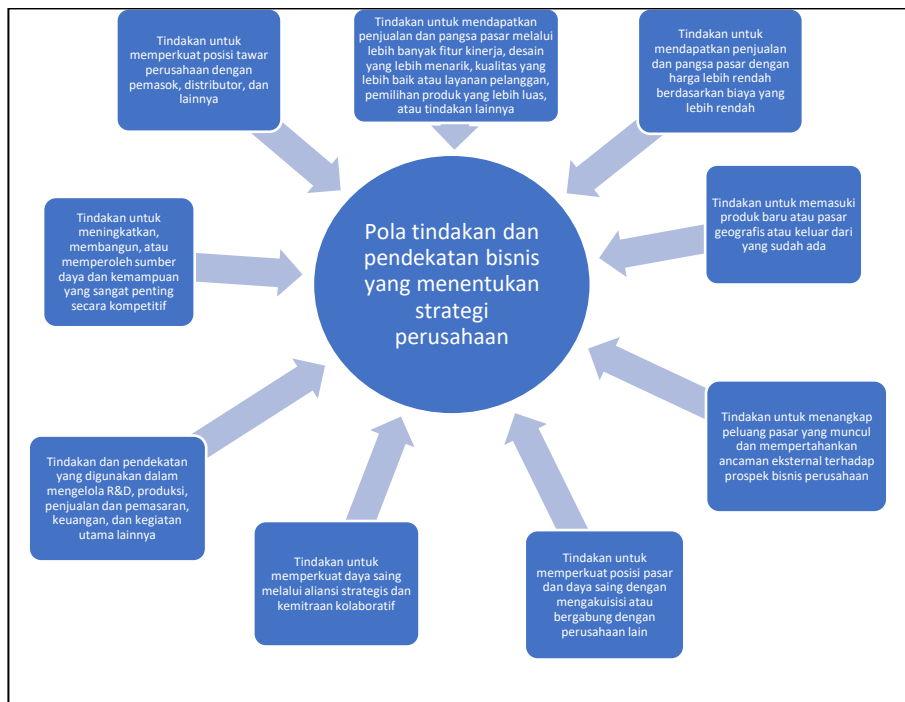 Tindakan untuk
memperkuat posisi tawar
perusahaan dengan
pemasok, distributor, dan
lainnya
Tindakan untuk mendapatkan
penjualan dan pangsa pasar melalui
lebih banyak fitur kinerja, desain
yang lebih menarik, kualitas yang
lebih baik atau layanan pelanggan,
pemilihan produk yang lebih luas,
atau tindakan lainnya
Tindakan untuk
mendapatkan penjualan
dan pangsa pasar dengan
harga lebih rendah
berdasarkan biaya yang
lebih rendah
Tindakan untuk memasuki
produk baru atau pasar
geografis atau keluar dari
yang sudah ada
Tindakan untuk menangkap
peluang pasar yang muncul
dan mempertahankan
ancaman eksternal terhadap
prospek bisnis perusahaan
Tindakan untuk
memperkuat posisi pasar
dan daya saing dengan
mengakuisisi atau
bergabung dengan
perusahaan lain
Tindakan untuk
memperkuat daya saing
melalui aliansi strategis dan
kemitraan kolaboratif
Tindakan dan pendekatan
yang digunakan dalam
mengelola R&D, produksi,
penjualan dan pemasaran,
keuangan, dan kegiatan
utama lainnya
Tindakan untuk
meningkatkan,
membangun, atau
memperoleh sumber
daya dan kemampuan
yang sangat penting
secara kompetitif
Pola tindakan dan
pendekatan bisnis
yang menentukan
strategi
perusahaan